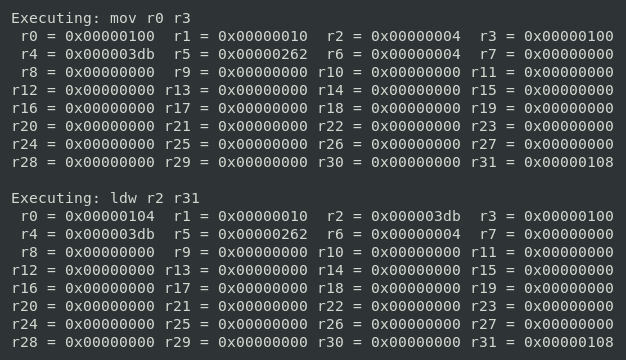 Executing: mov r0 r3
 r0 = 0x00000100  r1 = 0x00000010  r2 = 0x00000004  r3 = 0x00000100
 r4 = 0x000003db  r5 = 0x00000262  r6 = 0x00000004  r7 = 0x00000000
 r8 = 0x00000000  r9 = 0x00000000 r10 = 0x00000000 r11 = 0x00000000
r12 = 0x00000000 r13 = 0x00000000 r14 = 0x00000000 r15 = 0x00000000
r16 = 0x00000000 r17 = 0x00000000 r18 = 0x00000000 r19 = 0x00000000
r20 = 0x00000000 r21 = 0x00000000 r22 = 0x00000000 r23 = 0x00000000
r24 = 0x00000000 r25 = 0x00000000 r26 = 0x00000000 r27 = 0x00000000
r28 = 0x00000000 r29 = 0x00000000 r30 = 0x00000000 r31 = 0x00000108

Executing: ldw r2 r31
 r0 = 0x00000104  r1 = 0x00000010  r2 = 0x000003db  r3 = 0x00000100
 r4 = 0x000003db  r5 = 0x00000262  r6 = 0x00000004  r7 = 0x00000000
 r8 = 0x00000000  r9 = 0x00000000 r10 = 0x00000000 r11 = 0x00000000
r12 = 0x00000000 r13 = 0x00000000 r14 = 0x00000000 r15 = 0x00000000
r16 = 0x00000000 r17 = 0x00000000 r18 = 0x00000000 r19 = 0x00000000
r20 = 0x00000000 r21 = 0x00000000 r22 = 0x00000000 r23 = 0x00000000
r24 = 0x00000000 r25 = 0x00000000 r26 = 0x00000000 r27 = 0x00000000
r28 = 0x00000000 r29 = 0x00000000 r30 = 0x00000000 r31 = 0x00000108